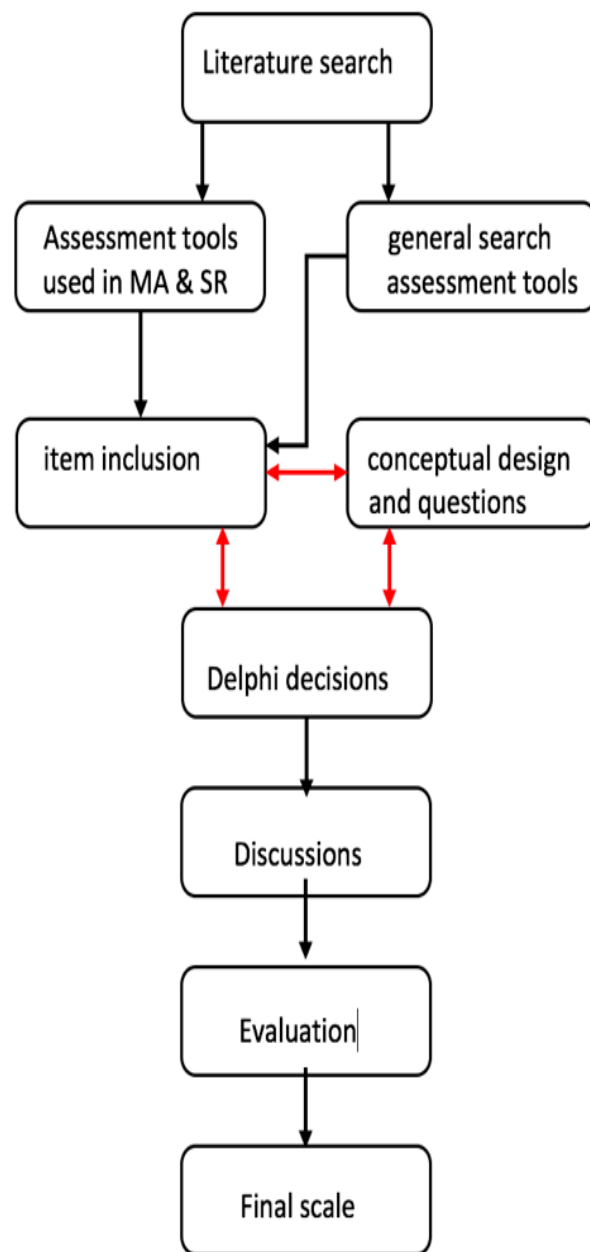 Literature search
Assessment tools
used in MA & SR
general search
assessment tools
item inclusion
conceptual design
and questions
Delphi decisions
Discussions
Evaluation
Final scale